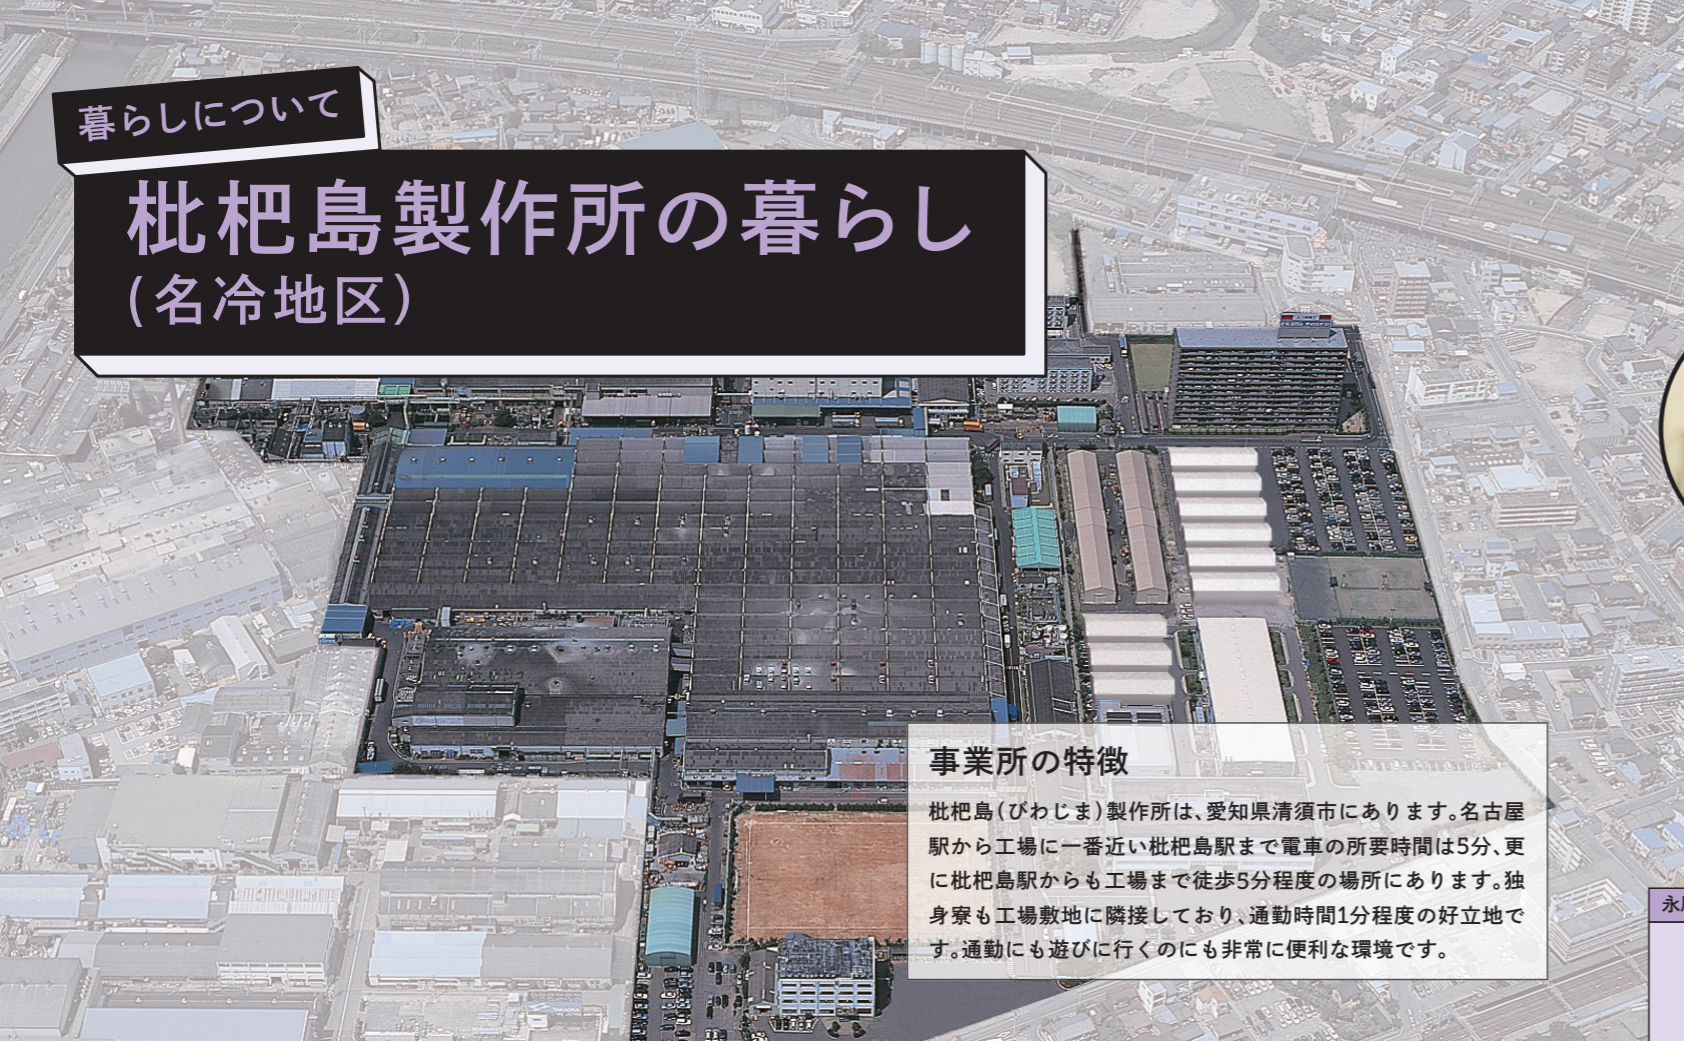 暮らしについて
枇杷島製作所の暮らし
(名冷地区)
事業所の特徴
枇杷島(びわじま)製作所は、愛知県清須市にあります。名古屋
駅から工場に一番近い枇杷島駅まで電車の所要時間は5分、更
に枇杷島駅からも工場まで徒歩5分程度の場所にあります。独
身寮も工場敷地に隣接しており、通勤時間1分程度の好立地で
す。通勤にも遊びに行くのにも非常に便利な環境です。